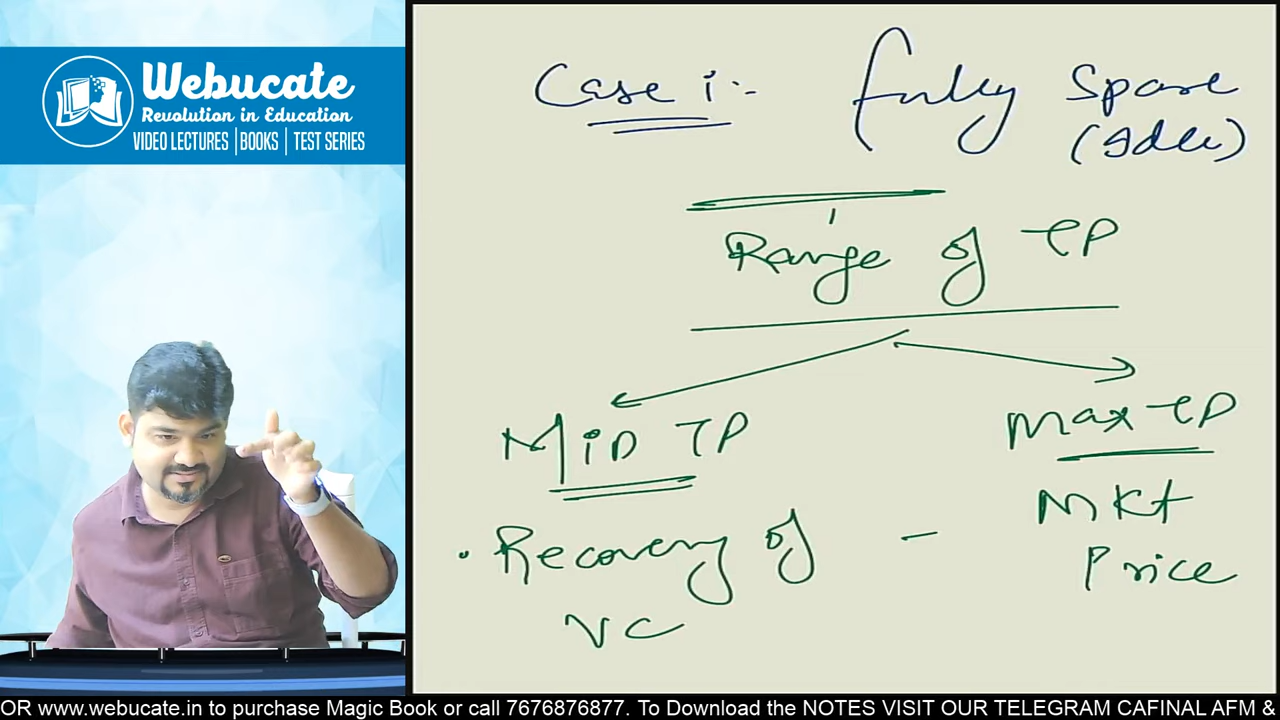 Webucate
Revolution in Education
VIDEO LECTURES | BOOKS | TEST SERIES
Case i:- Fully Spare
(Idle)
Range of TP
Min TP
Max TP
• Recovery of
VC
-
Mkt
Price
OR www.webucate.in to purchase Magic Book or call 7676876877. To Download the NOTES VISIT OUR TELEGRAM CAFINAL AFM &